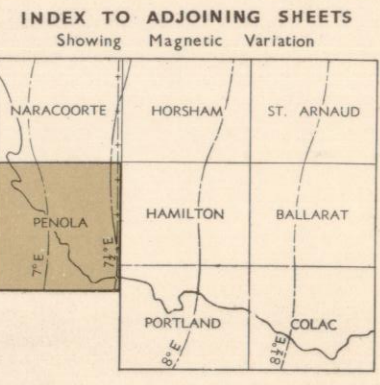 INDEX TO ADJOINING SHEETS
Showing Magnetic Variation
NARACOORTE HORSHAM ST. ARNAUD
PENOLA HAMILTON BALLARAT
7°E 7½°E
PORTLAND COLAC
8°E 8½°E